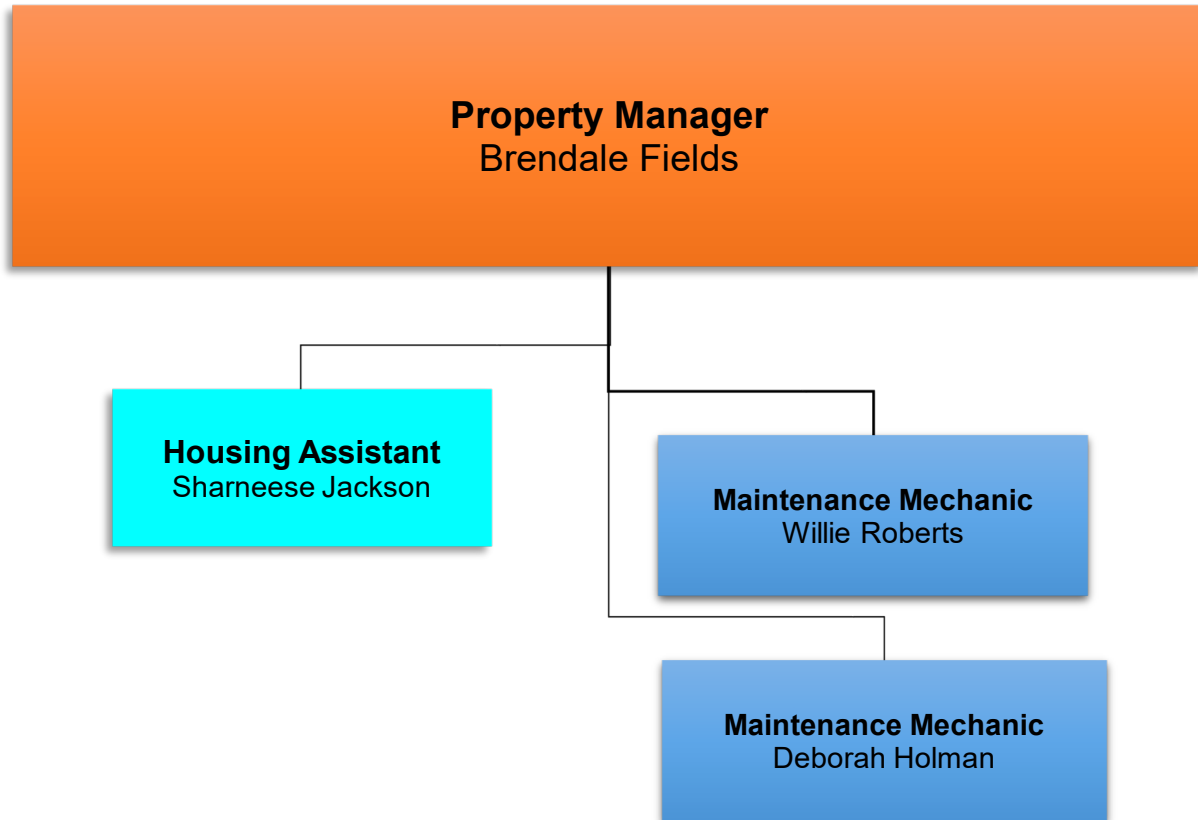 Property Manager
Brendale Fields
Housing Assistant
Sharneese Jackson
Maintenance Mechanic
Willie Roberts
Maintenance Mechanic
Deborah Holman